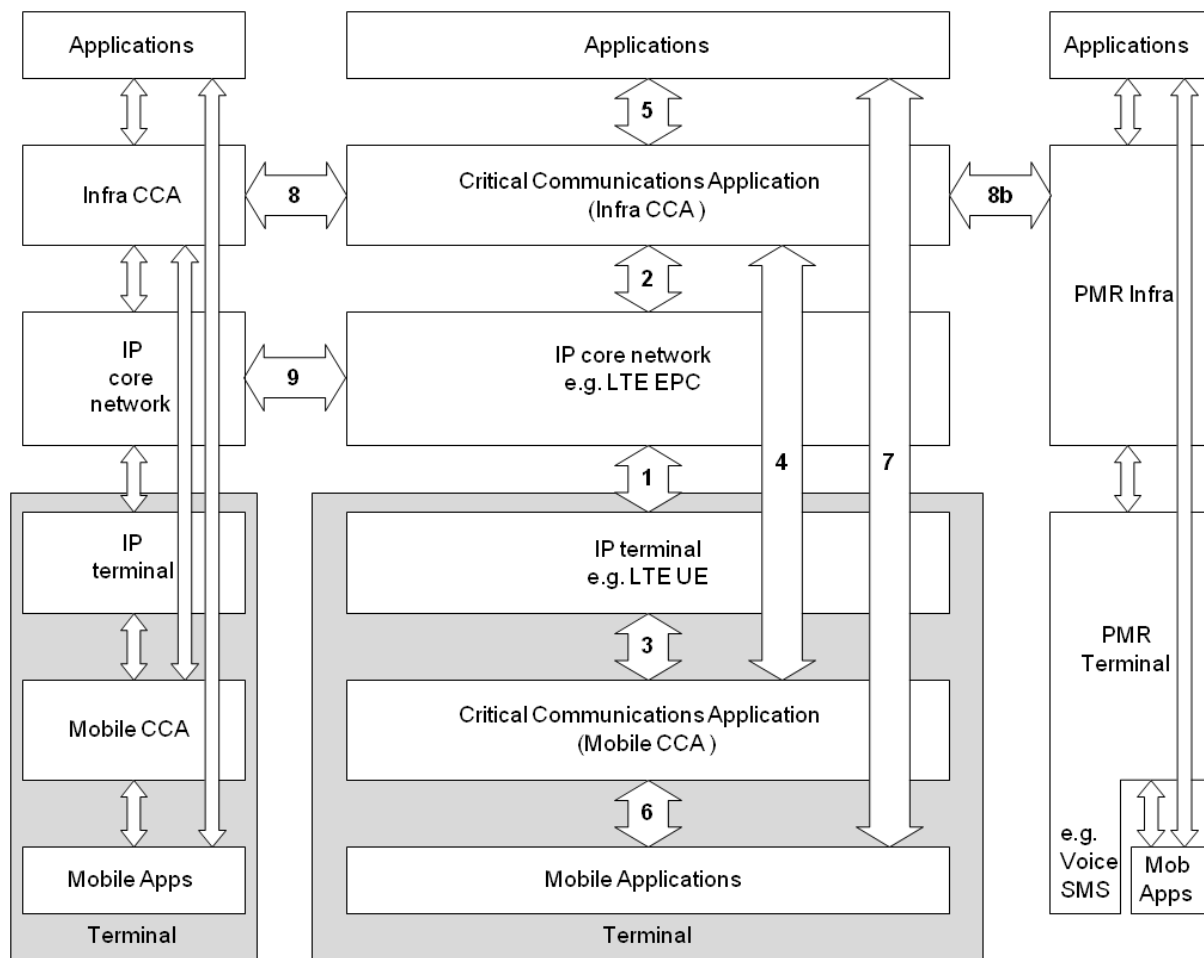 Applications
Applications
Applications
5
Infra CCA
8
Critical Communications Application
(Infra CCA )
8b
2
PMR Infra
IP
core
network
9
IP core network
e.g. LTE EPC
1
4
7
IP
terminal
IP terminal
e.g. LTE UE
3
PMR
Terminal
Mobile CCA
Critical Communications Application
(Mobile CCA )
6
e.g.
Voice
SMS
Mob
Apps
Mobile Apps
Mobile Applications
Terminal
Terminal